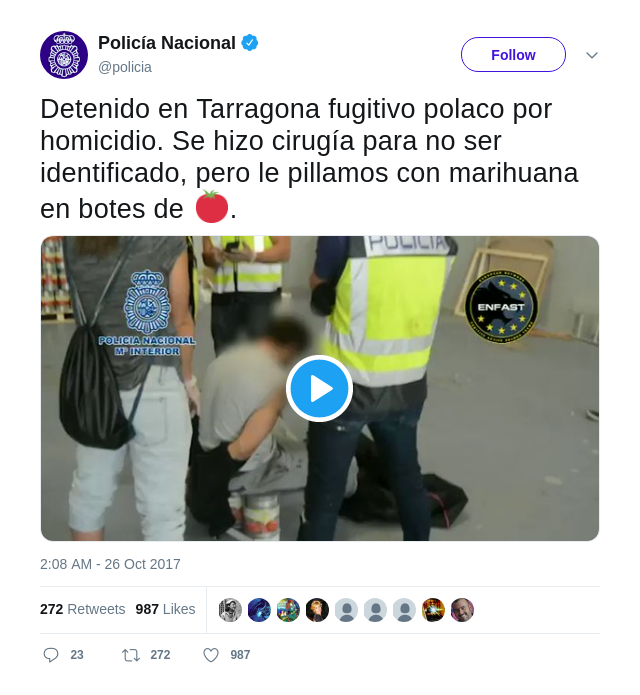 Policía Nacional
@policia
Follow
Detenido en Tarragona fugitivo polaco por
homicidio. Se hizo cirugía para no ser
identificado, pero le pillamos con marihuana
en botes de 🍅.
POLICIA
POLICIA NACIONAL
Mº INTERIOR
ENFAST
2:08 AM - 26 Oct 2017
272 Retweets 987 Likes
23 272 987